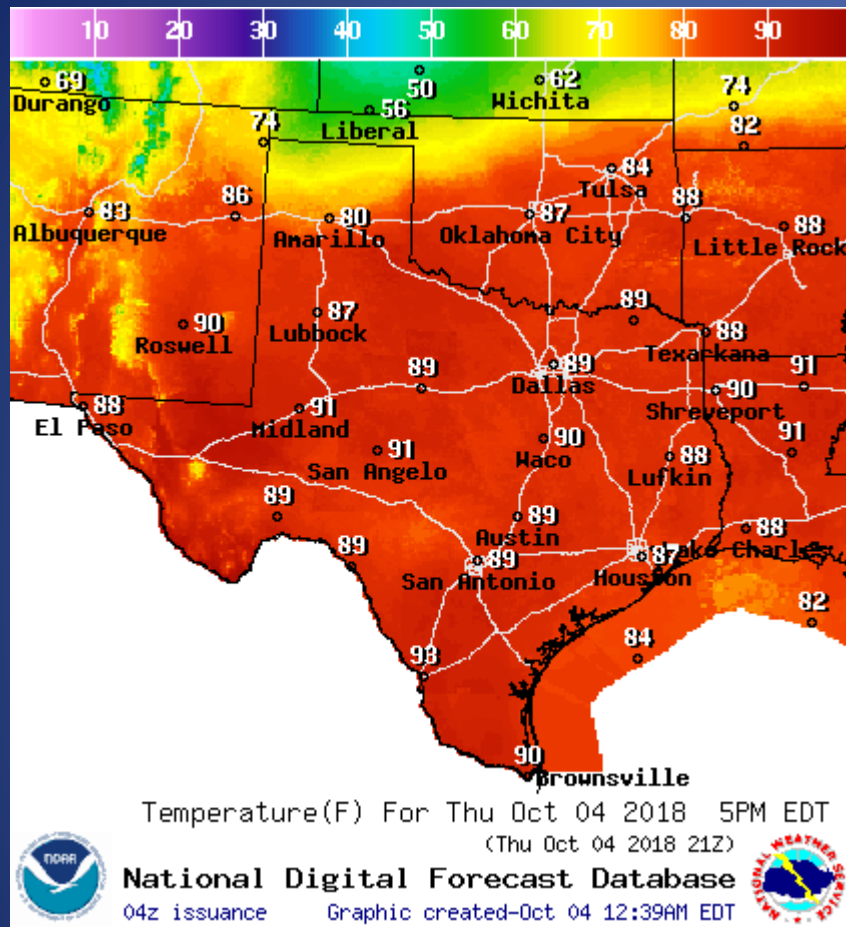 10 20 30 40 50 60 70 80 90
69 50 62
Durango 56 Wichita 74
74 Liberal 82
84
Tulsa
83 86 80 87 88 88
Albuquerque Amarillo Oklahoma City Little Rock
90 87 89 88
Roswell Lubbock Texarkana
89 89 91
Dallas 90
88 91 Shreveport
El Paso Midland 90 91
91 Waco 88
San Angelo Lufkin
89 89 88
Austin Lake Charles
89 89 87
San Antonio Houston
82
93 84
90
Brownsville
Temperature(F) For Thu Oct 04 2018 5PM EDT
(Thu Oct 04 2018 21Z)
National Digital Forecast Database
04z issuance Graphic created-Oct 04 12:39AM EDT
NOAA
NATIONAL WEATHER SERVICE